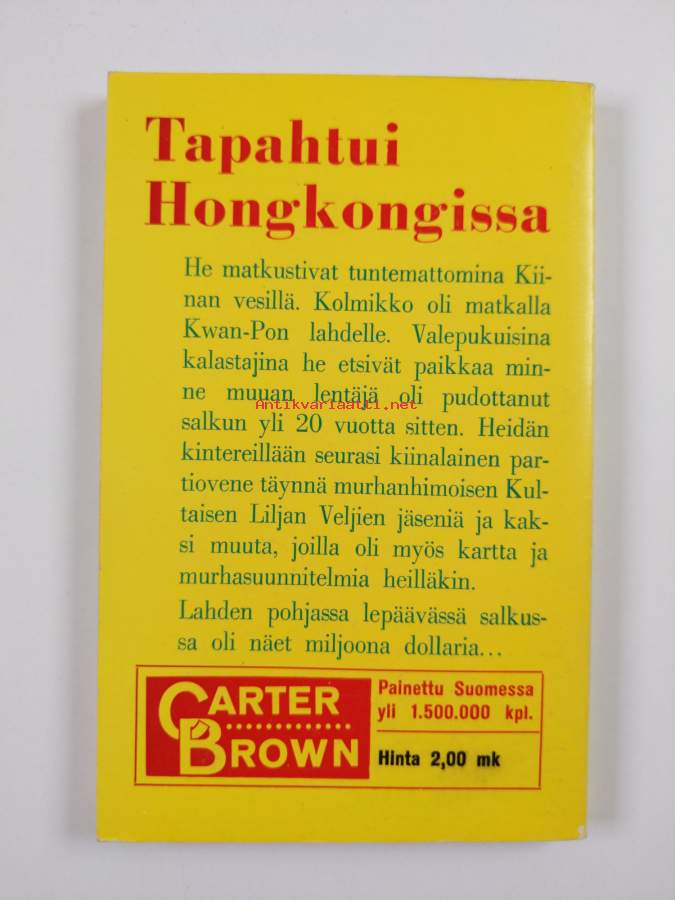 Tapahtui
Hongkongissa
He matkustivat tuntemattomina Kii-
nan vesillä. Kolmikko oli matkalla
Kwan-Pon lahdelle. Valepukuisina
kalastajina he etsivät paikkaa min-
ne muuan lentäjä oli pudottanut
Antikvariaatti.net
salkun yli 20 vuotta sitten. Heidän
kintereillään seurasi kiinalainen par-
tiovene täynnä murhanhimoisen Kul-
taisen Liljan Veljien jäseniä ja kak-
si muuta, joilla oli myös kartta ja
murhasuunnitelmia heilläkin.
Lahden pohjassa lepäävässä salkus-
sa oli näet miljoona dollaria...
CARTER
BROWN
Painettu Suomessa
yli 1.500.000 kpl.
Hinta 2,00 mk